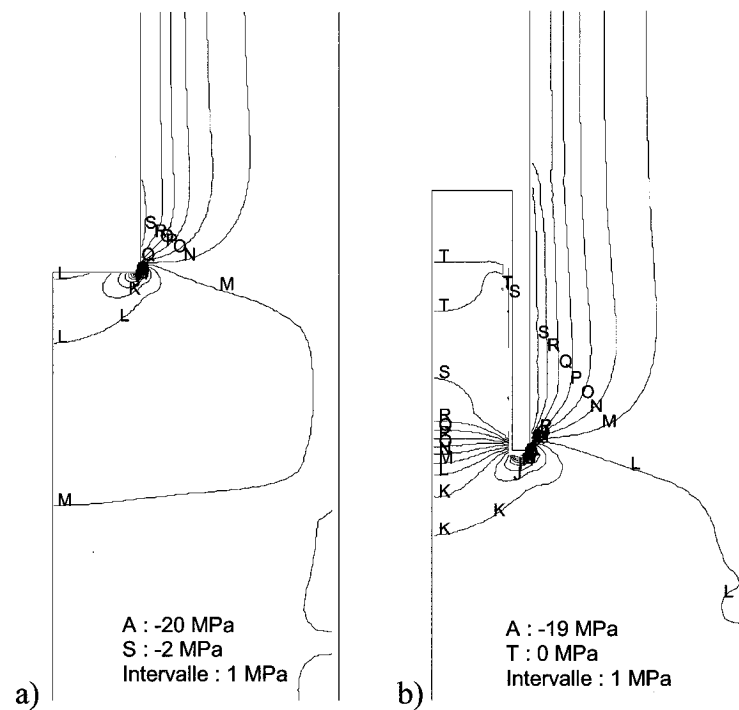 S
R
Q
P
O
N
Q
L
K
M
L
L
M
A : -20 MPa
S : -2 MPa
Intervalle : 1 MPa
a)
T
T
T
S
S
R
Q
P
O
N
M
S
R
Q
N
M
L
K
K
K
J
R
L
L
A : -19 MPa
T : 0 MPa
Intervalle : 1 MPa
b)